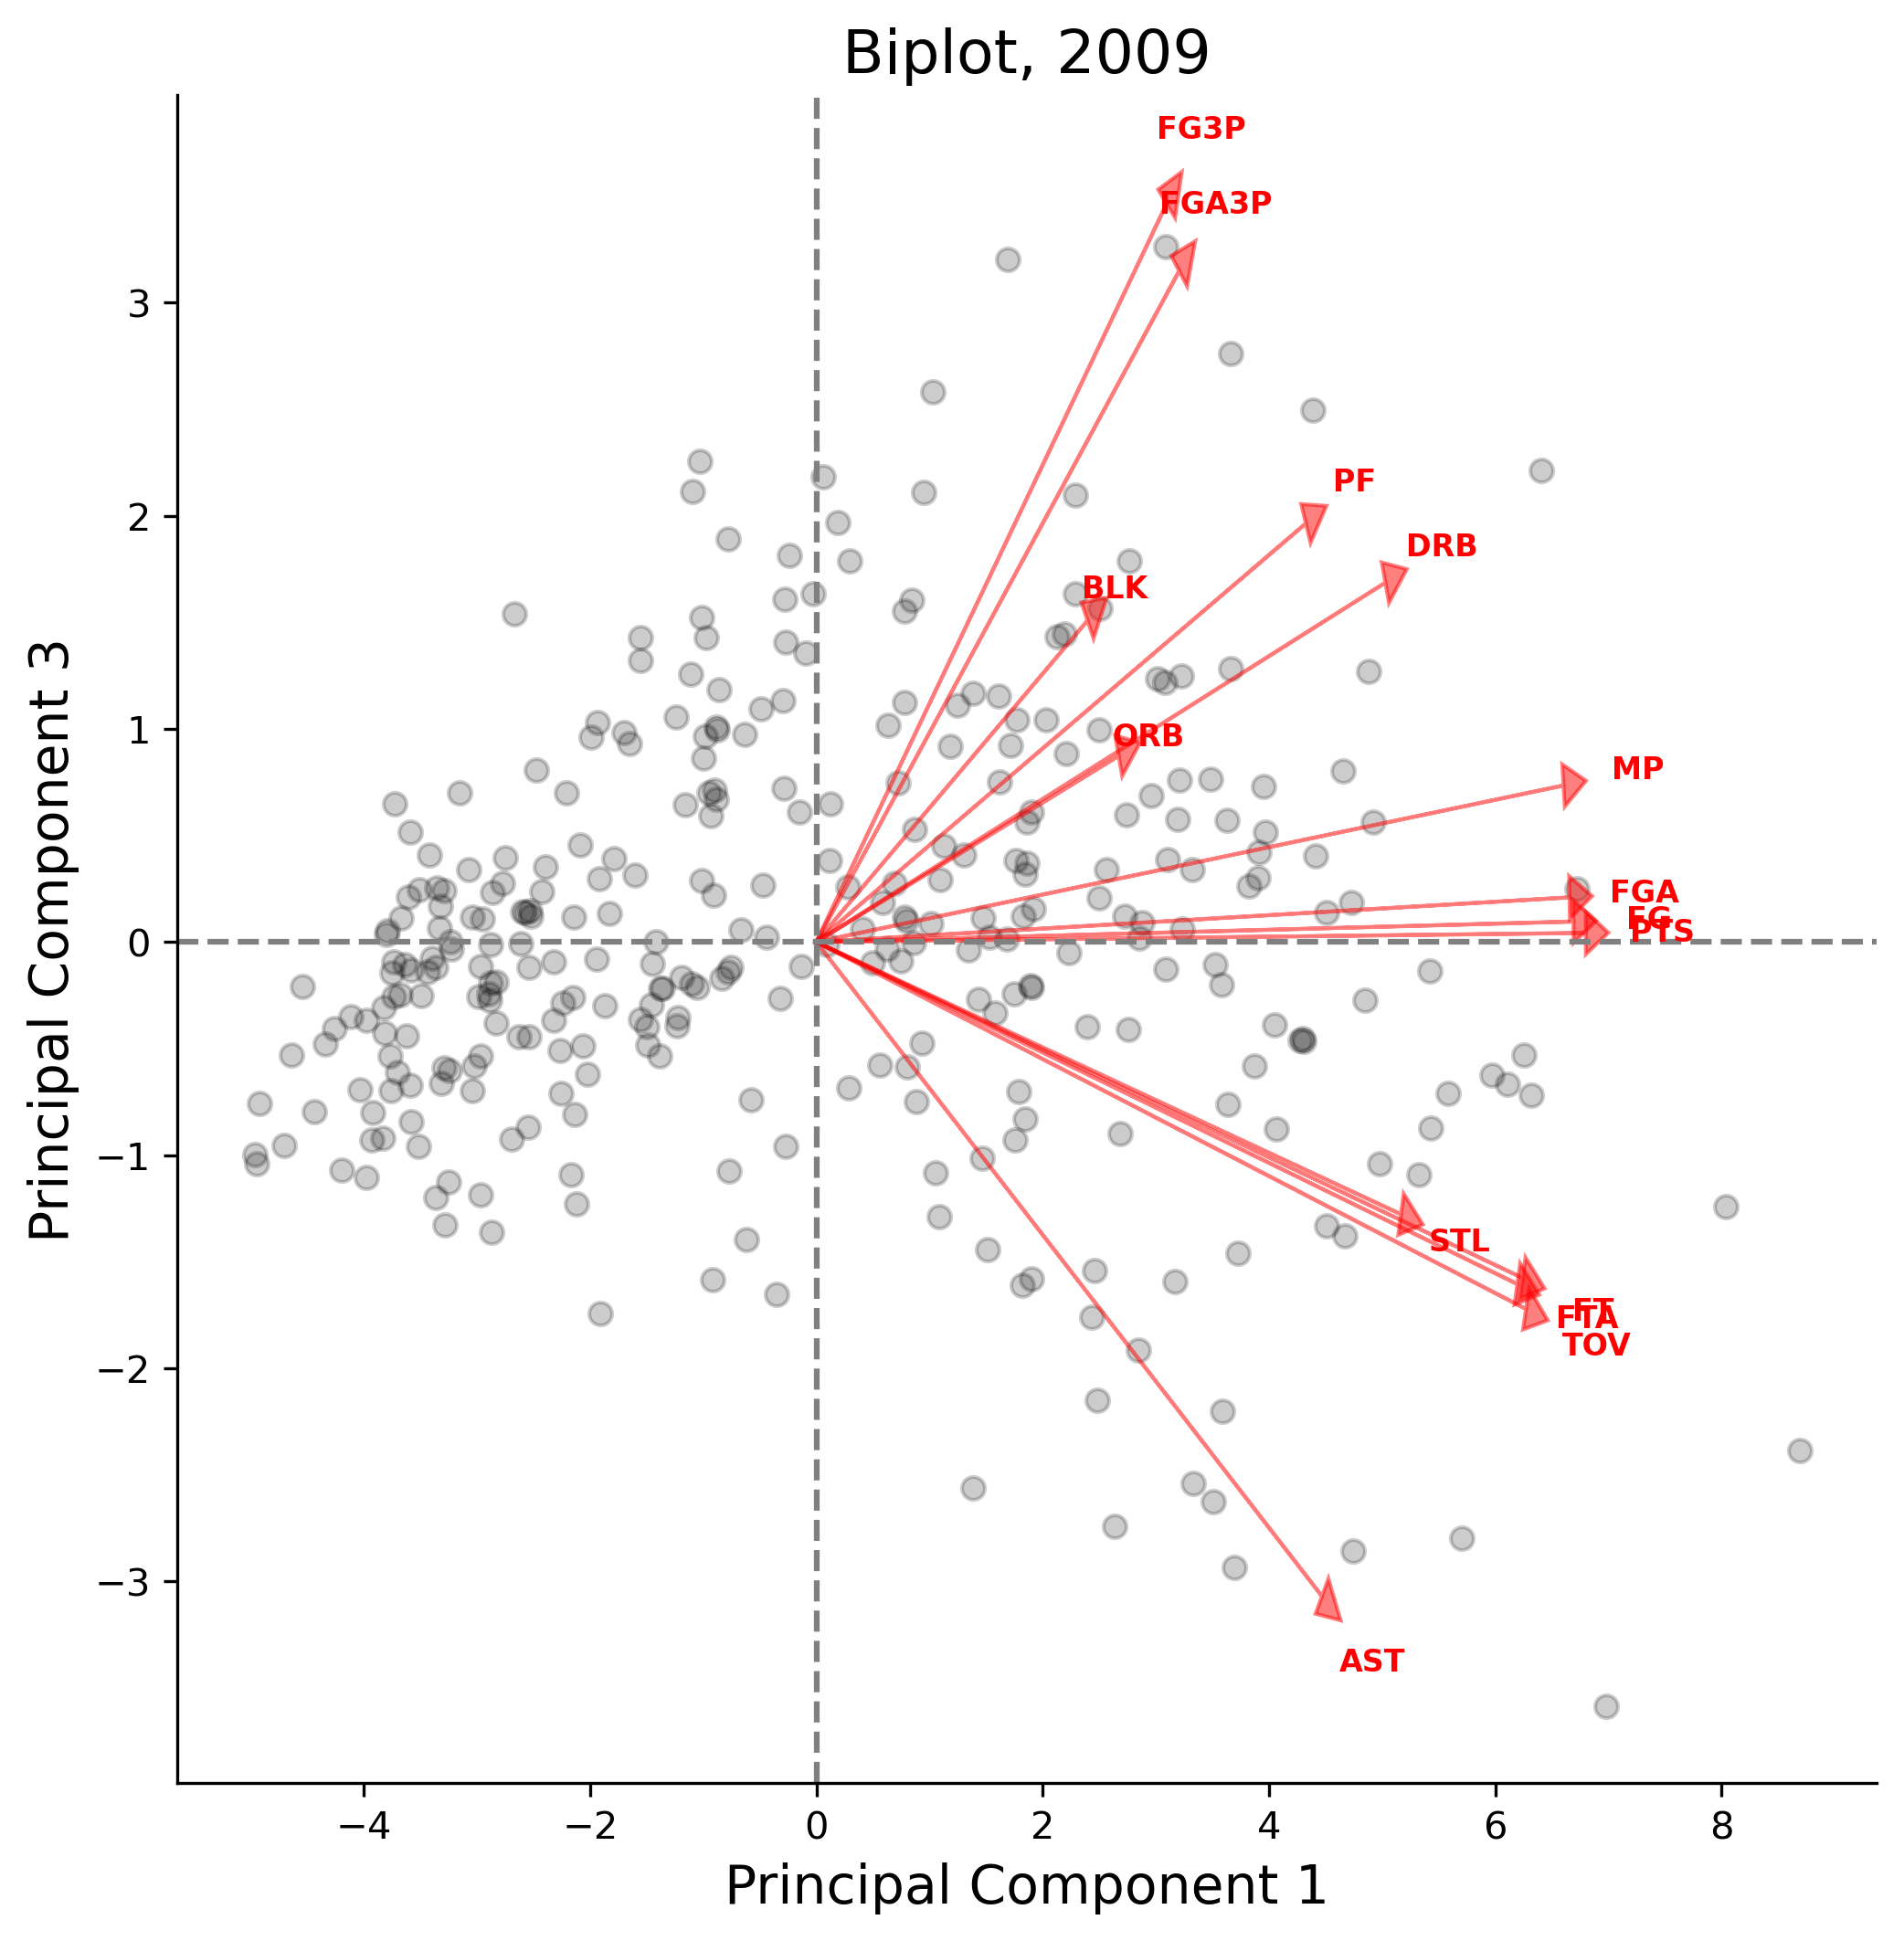 Biplot, 2009
FG3P
FGA3P
PF
DRB
BLK
ORB
MP
FGA
FG
PTS
STL
FT
FTA
TOV
AST
Principal Component 3
3
2
1
0
−1
−2
−3
−4
−2
0
2
4
6
8
Principal Component 1